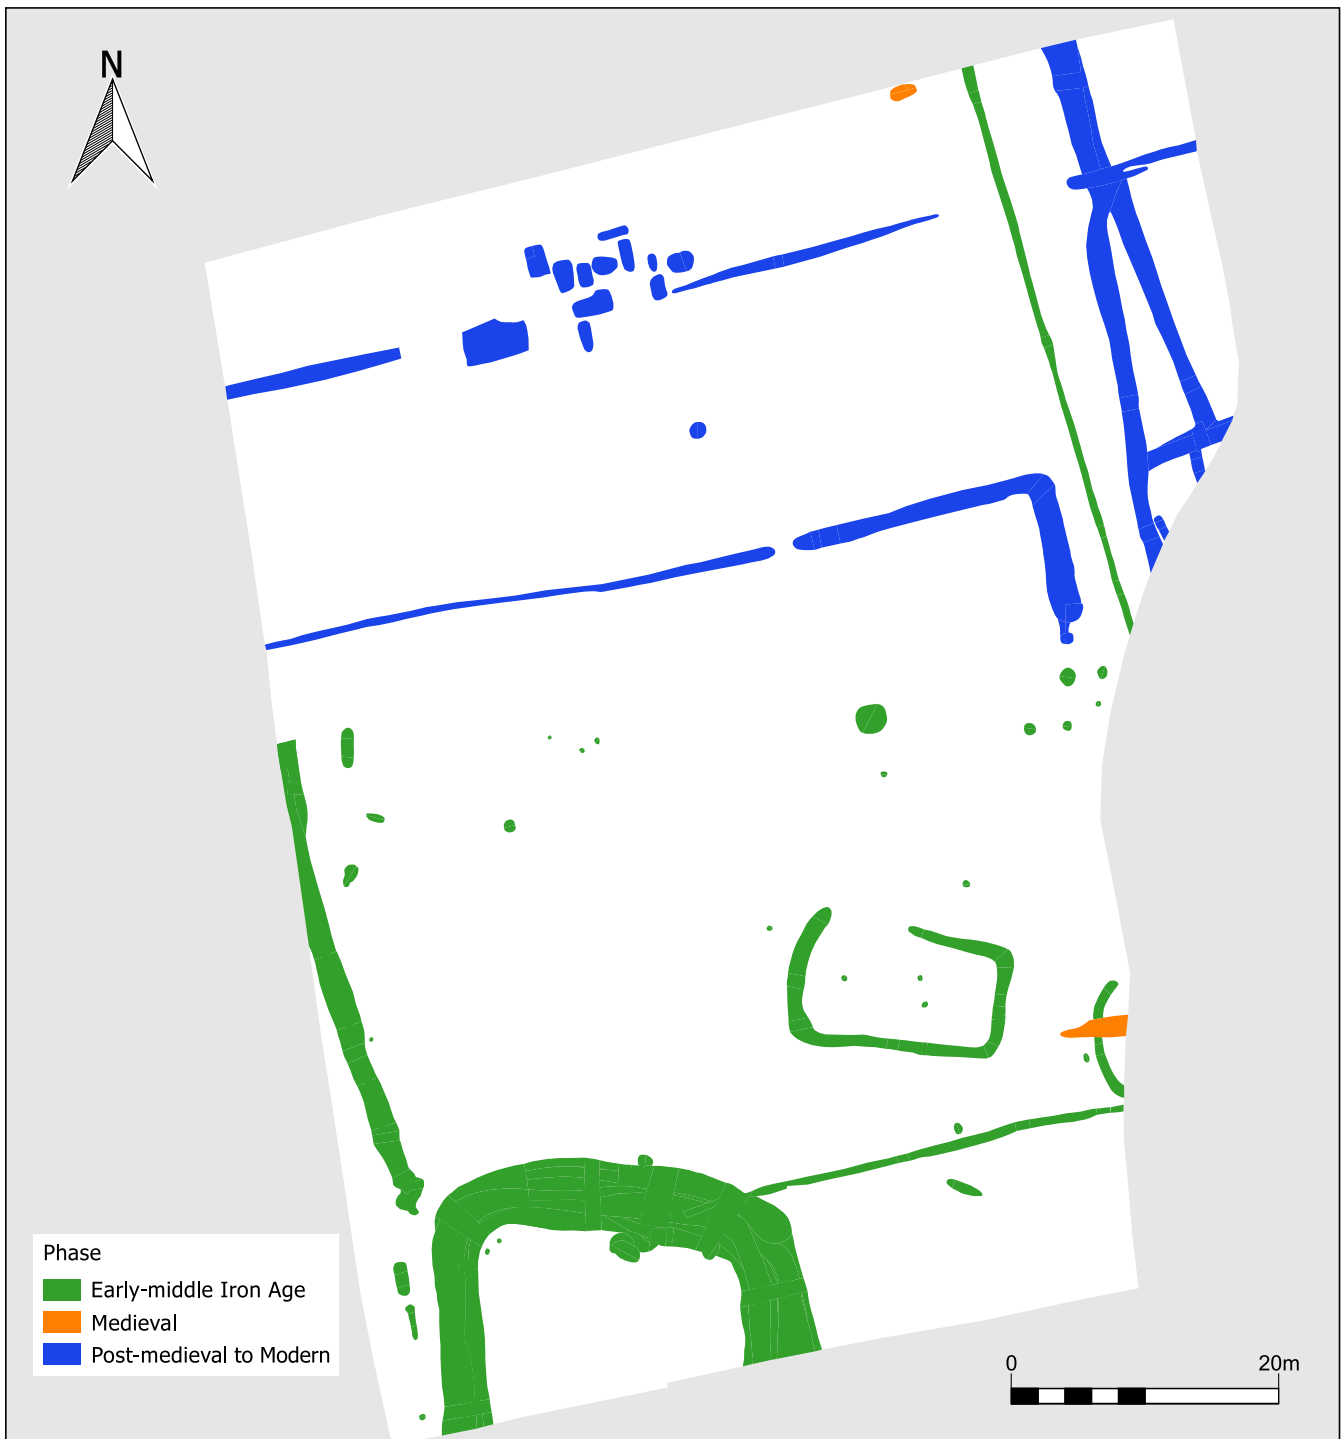 N
Phase
Early-middle Iron Age
Medieval
Post-medieval to Modern
0 20m